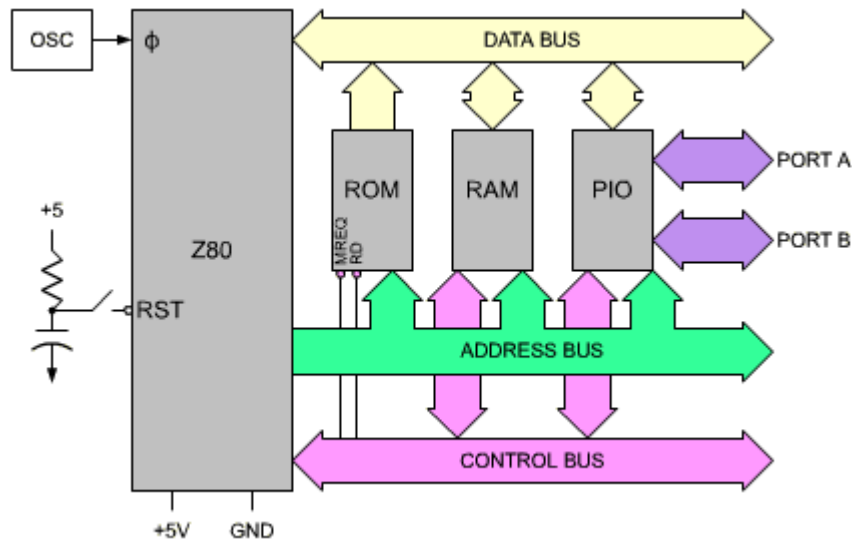 OSC
ϕ
DATA BUS
ROM
RAM
PIO
PORT A
MREQ
RD
+5
Z80
PORT B
RST
ADDRESS BUS
CONTROL BUS
+5V
GND